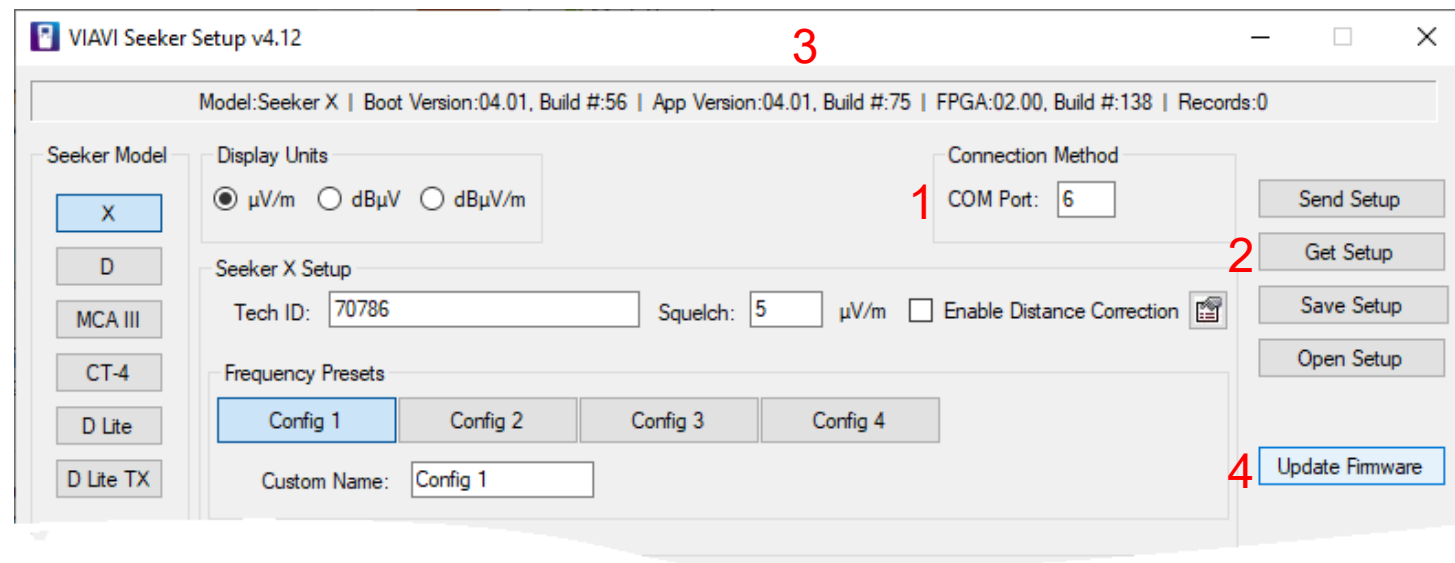 VIAVI Seeker Setup v4.12
3
Model:Seeker X | Boot Version:04.01, Build #:56 | App Version:04.01, Build #:75 | FPGA:02.00, Build #:138 | Records:0
Seeker Model
X
D
MCA III
CT-4
D Lite
D Lite TX
Display Units
µV/m dBµV dBµV/m
Connection Method
1 COM Port: 6
Seeker X Setup
Tech ID: 70786 Squelch: 5 µV/m Enable Distance Correction
Frequency Presets
Config 1 Config 2 Config 3 Config 4
Custom Name: Config 1
Send Setup
2 Get Setup
Save Setup
Open Setup
4 Update Firmware